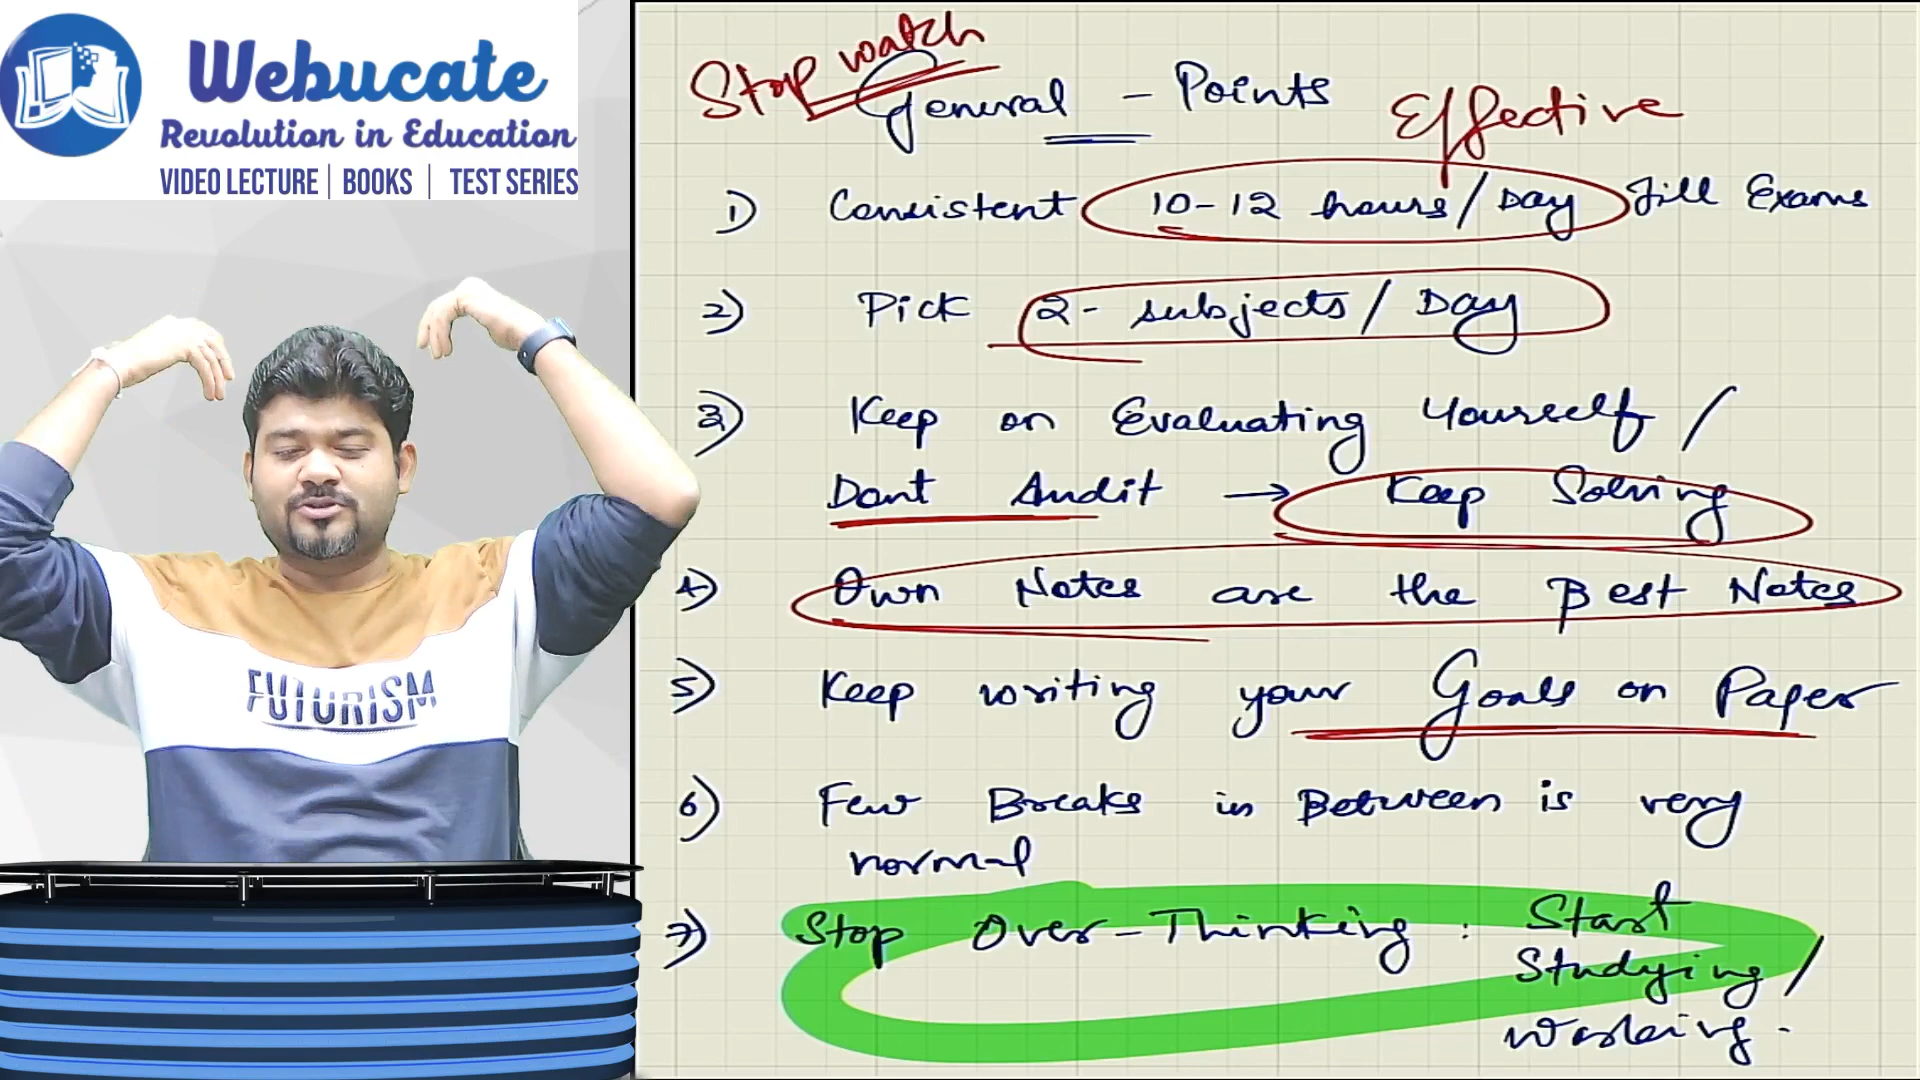 Webucate
Revolution in Education
VIDEO LECTURE | BOOKS | TEST SERIES
FUTURISM
Stop watch
General - Points Effective
1) Consistent 10-12 hours/Day Till Exams
2) Pick 2- subjects/Day
3) Keep on Evaluating Yourself /
Dont Audit → Keep Solving
4) Own Notes are the Best Notes
5) Keep writing your Goals on Paper
6) Few Breaks in Between is very
normal
7) Stop Over-Thinking : Start
Studying /
Working.